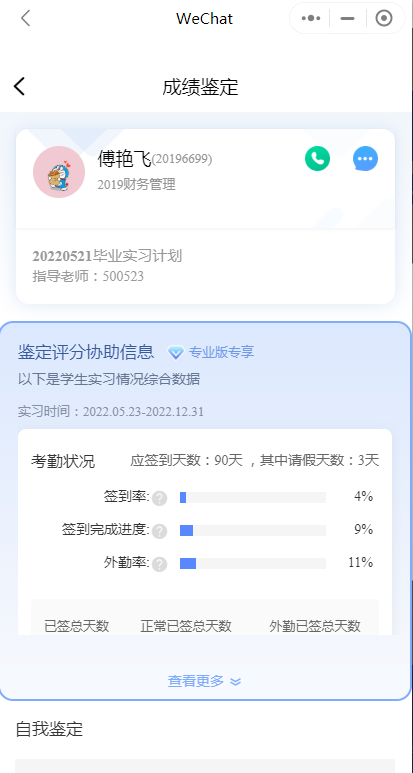 WeChat
成绩鉴定
傅艳飞(20196699)
2019财务管理
20220521毕业实习计划
指导老师：500523
鉴定评分协助信息 专业版专享
以下是学生实习情况综合数据
实习时间：2022.05.23-2022.12.31
考勤状况 应签到天数：90天 ，其中请假天数：3天
签到率: ? 4%
签到完成进度: ? 9%
外勤率: ? 11%
已签总天数 正常已签总天数 外勤已签总天数
查看更多
自我鉴定